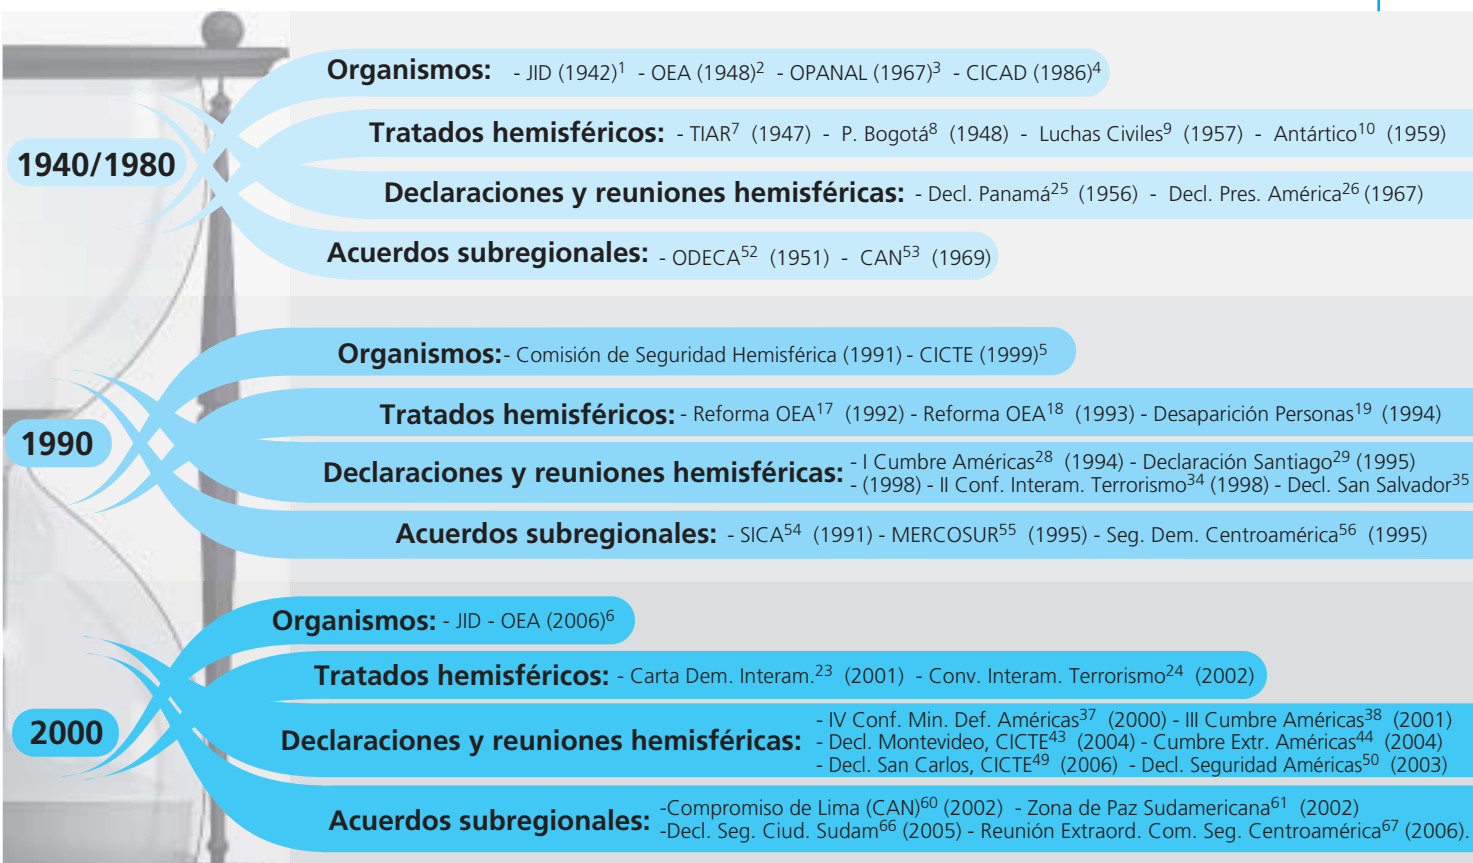 Organismos: - JID (1942)1 - OEA (1948)2 - OPANAL (1967)3 - CICAD (1986)4
Tratados hemisféricos: - TIAR7 (1947) - P. Bogotá8 (1948) - Luchas Civiles9 (1957) - Antártico10 (1959)
1940/1980
Declaraciones y reuniones hemisféricas: - Decl. Panamá25 (1956) - Decl. Pres. América26 (1967)
Acuerdos subregionales: - ODECA52 (1951) - CAN53 (1969)
Organismos: - Comisión de Seguridad Hemisférica (1991) - CICTE (1999)5
Tratados hemisféricos: - Reforma OEA17 (1992) - Reforma OEA18 (1993) - Desaparición Personas19 (1994)
1990
Declaraciones y reuniones hemisféricas: - I Cumbre Américas28 (1994) - Declaración Santiago29 (1995)
- (1998) - II Conf. Interam. Terrorismo34 (1998) - Decl. San Salvador35
Acuerdos subregionales: - SICA54 (1991) - MERCOSUR55 (1995) - Seg. Dem. Centroamérica56 (1995)
Organismos: - JID - OEA (2006)6
Tratados hemisféricos: - Carta Dem. Interam.23 (2001) - Conv. Interam. Terrorismo24 (2002)
2000
Declaraciones y reuniones hemisféricas: - IV Conf. Min. Def. Américas37 (2000) - III Cumbre Américas38 (2001)
- Decl. Montevideo, CICTE43 (2004) - Cumbre Extr. Américas44 (2004)
- Decl. San Carlos, CICTE49 (2006) - Decl. Seguridad Américas50 (2003)
Acuerdos subregionales: -Compromiso de Lima (CAN)60 (2002) - Zona de Paz Sudamericana61 (2002)
-Decl. Seg. Ciud. Sudam66 (2005) - Reunión Extraord. Com. Seg. Centroamérica67 (2006).